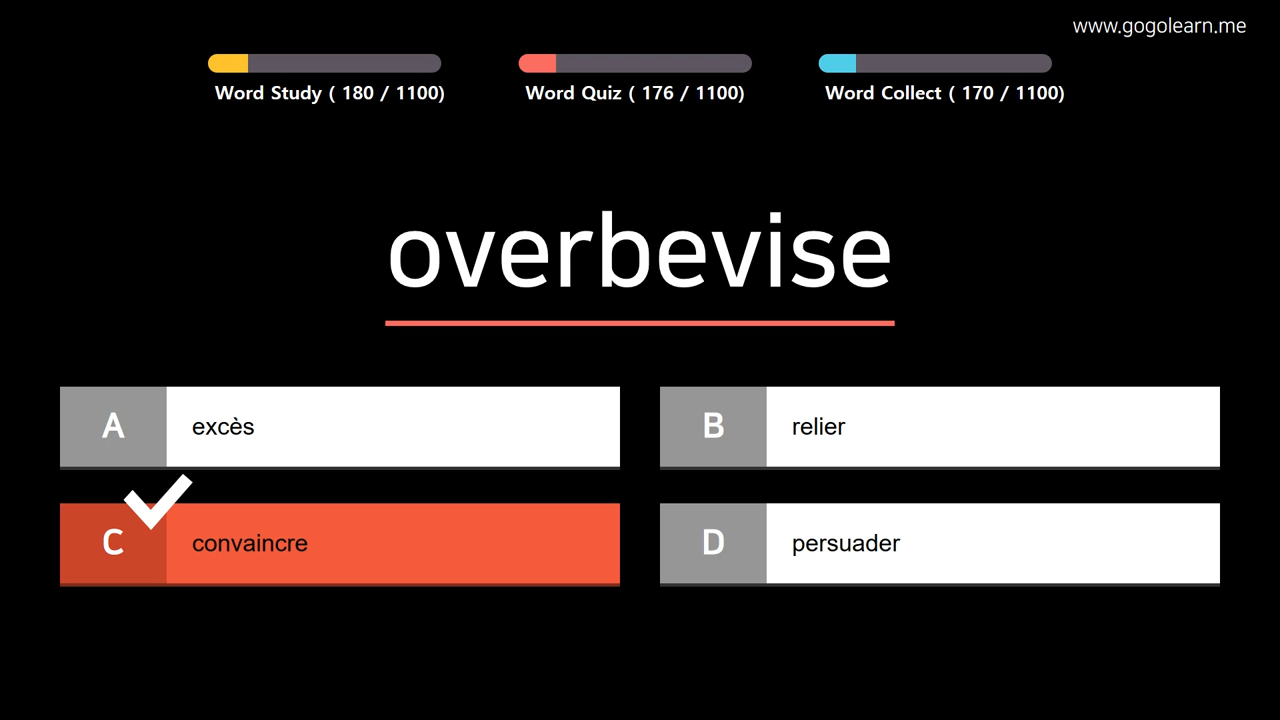 www.gogolearn.me
Word Study ( 180 / 1100)
Word Quiz ( 176 / 1100)
Word Collect ( 170 / 1100)
overbevise
A
excès
B
relier
C
convaincre
D
persuader